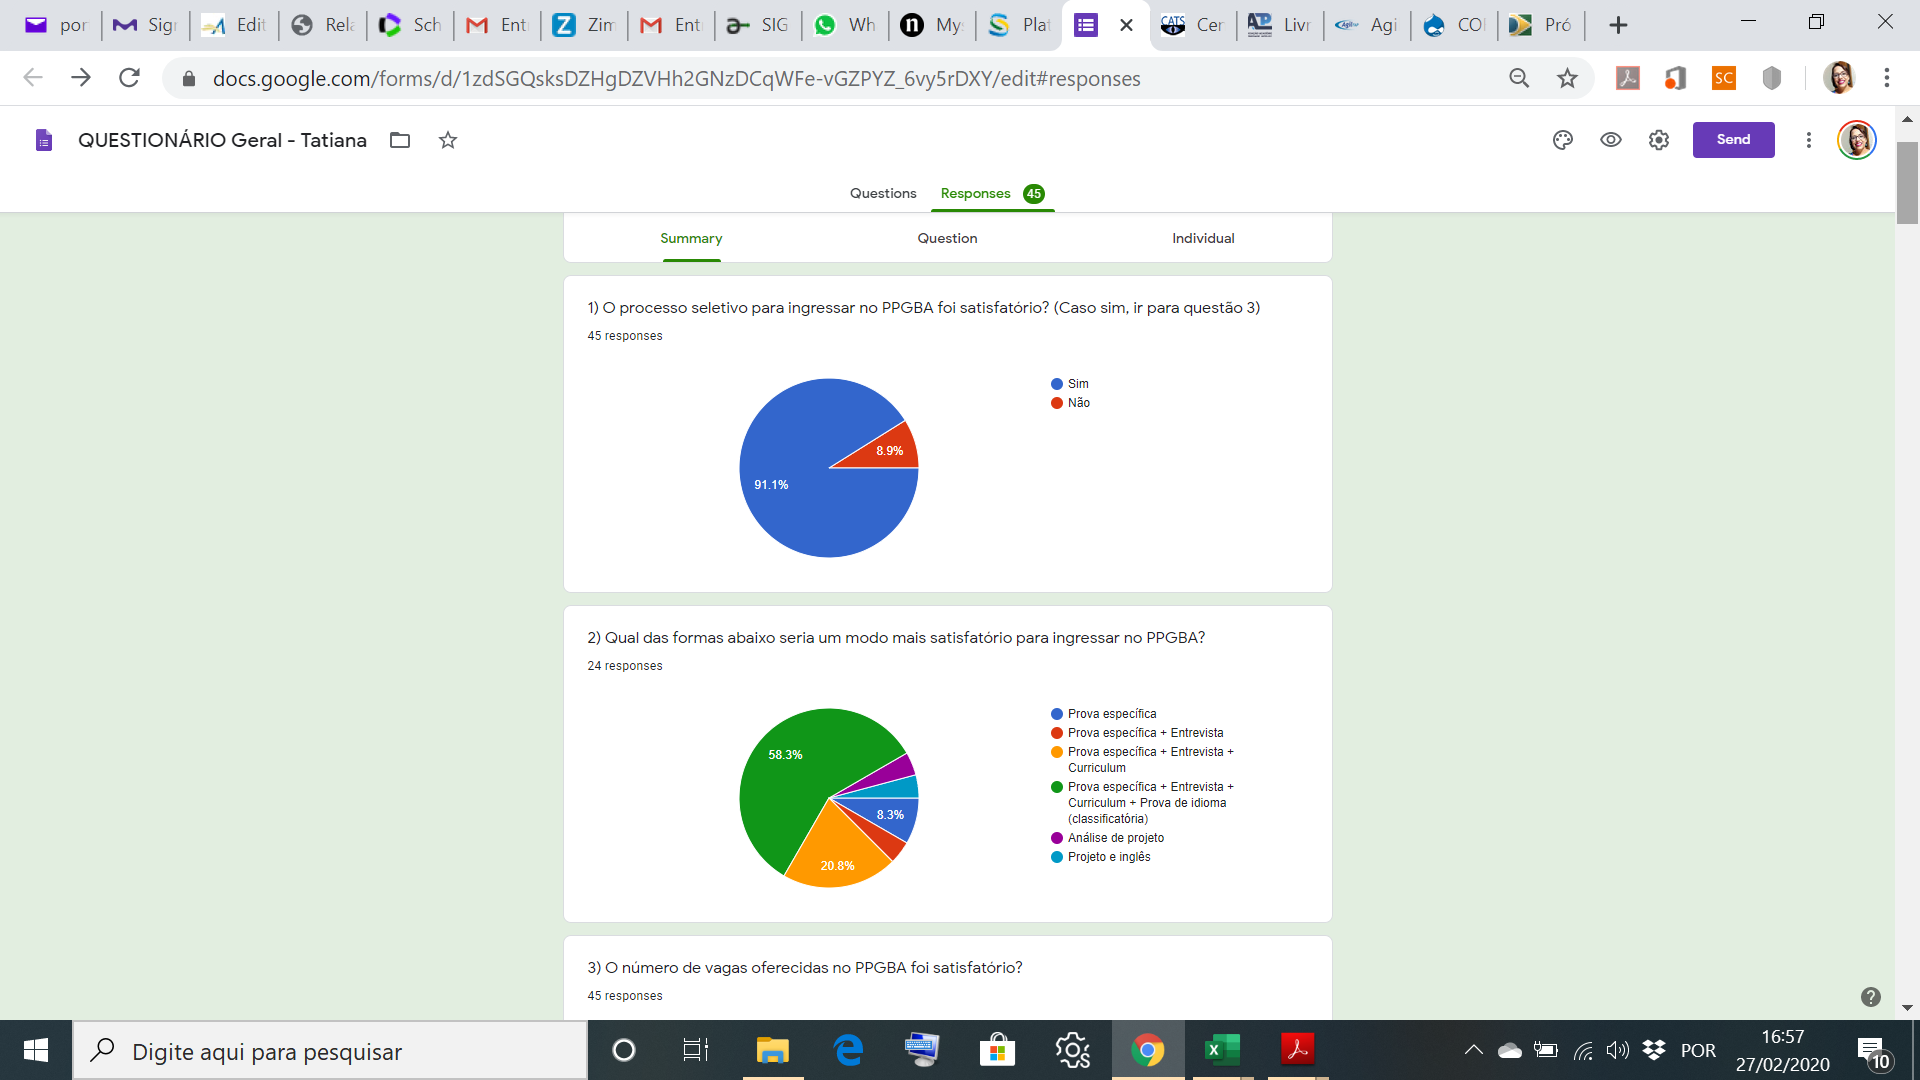 por
Sig
Edit
Rela
Sch
Ent
Zim
Ent
SIG
Wh
My
Plat
Cer
Livr
Agi
CO
Pró
docs.google.com/forms/d/1zdSGQsksDZHgDZVHh2GNzDCqWFe-vGZPYZ_6vy5rDXY/edit#responses
SC
QUESTIONÁRIO Geral - Tatiana
Send
Questions
Responses 45
Summary
Question
Individual
1) O processo seletivo para ingressar no PPGBA foi satisfatório? (Caso sim, ir para questão 3)
45 responses
Sim
Não
8.9%
91.1%
2) Qual das formas abaixo seria um modo mais satisfatório para ingressar no PPGBA?
24 responses
Prova específica
Prova específica + Entrevista
Prova específica + Entrevista +
Curriculum
Prova específica + Entrevista +
Curriculum + Prova de idioma
(classificatória)
Análise de projeto
Projeto e inglês
58.3%
8.3%
20.8%
3) O número de vagas oferecidas no PPGBA foi satisfatório?
45 responses
Digite aqui para pesquisar
POR
16:57
27/02/2020
10